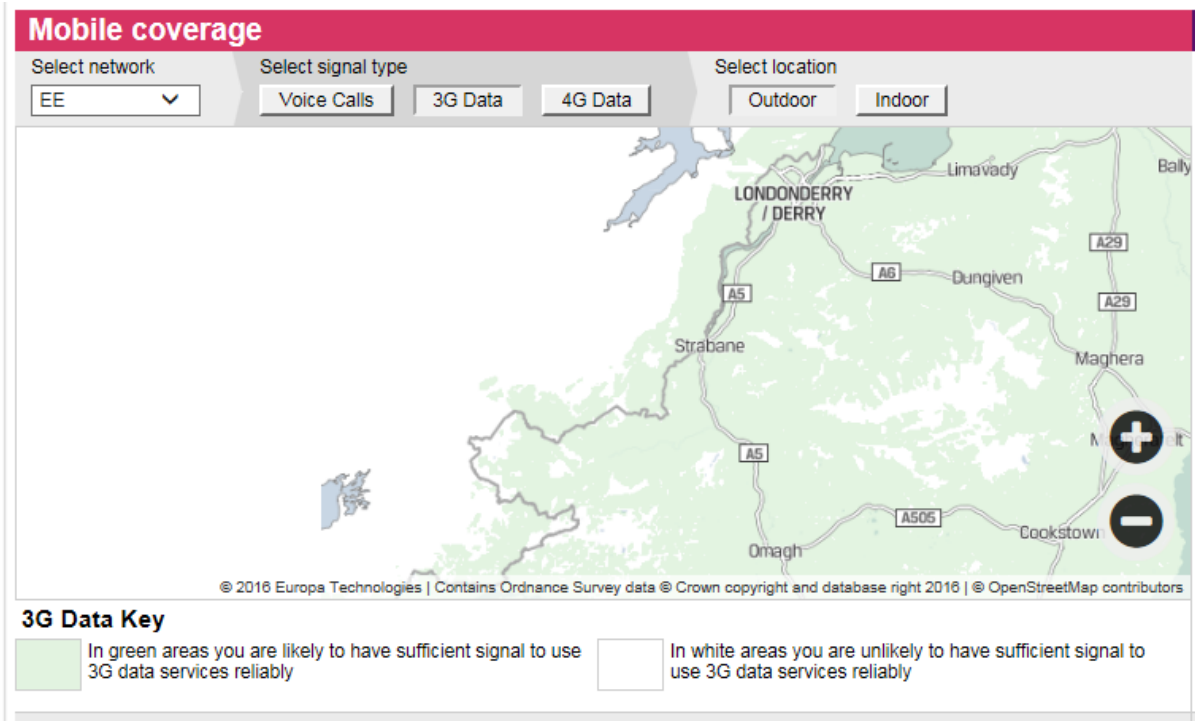 Mobile coverage
Select network
Select signal type
Select location
EE
Voice Calls
3G Data
4G Data
Outdoor
Indoor
Limavady
Bally
LONDONDERRY
/ DERRY
A29
A6
Dungiven
A5
A29
Strabane
Maghera
A5
A505
Cookstown
Omagh
© 2016 Europa Technologies | Contains Ordnance Survey data © Crown copyright and database right 2016 | © OpenStreetMap contributors
3G Data Key
In green areas you are likely to have sufficient signal to use
3G data services reliably
In white areas you are unlikely to have sufficient signal to
use 3G data services reliably